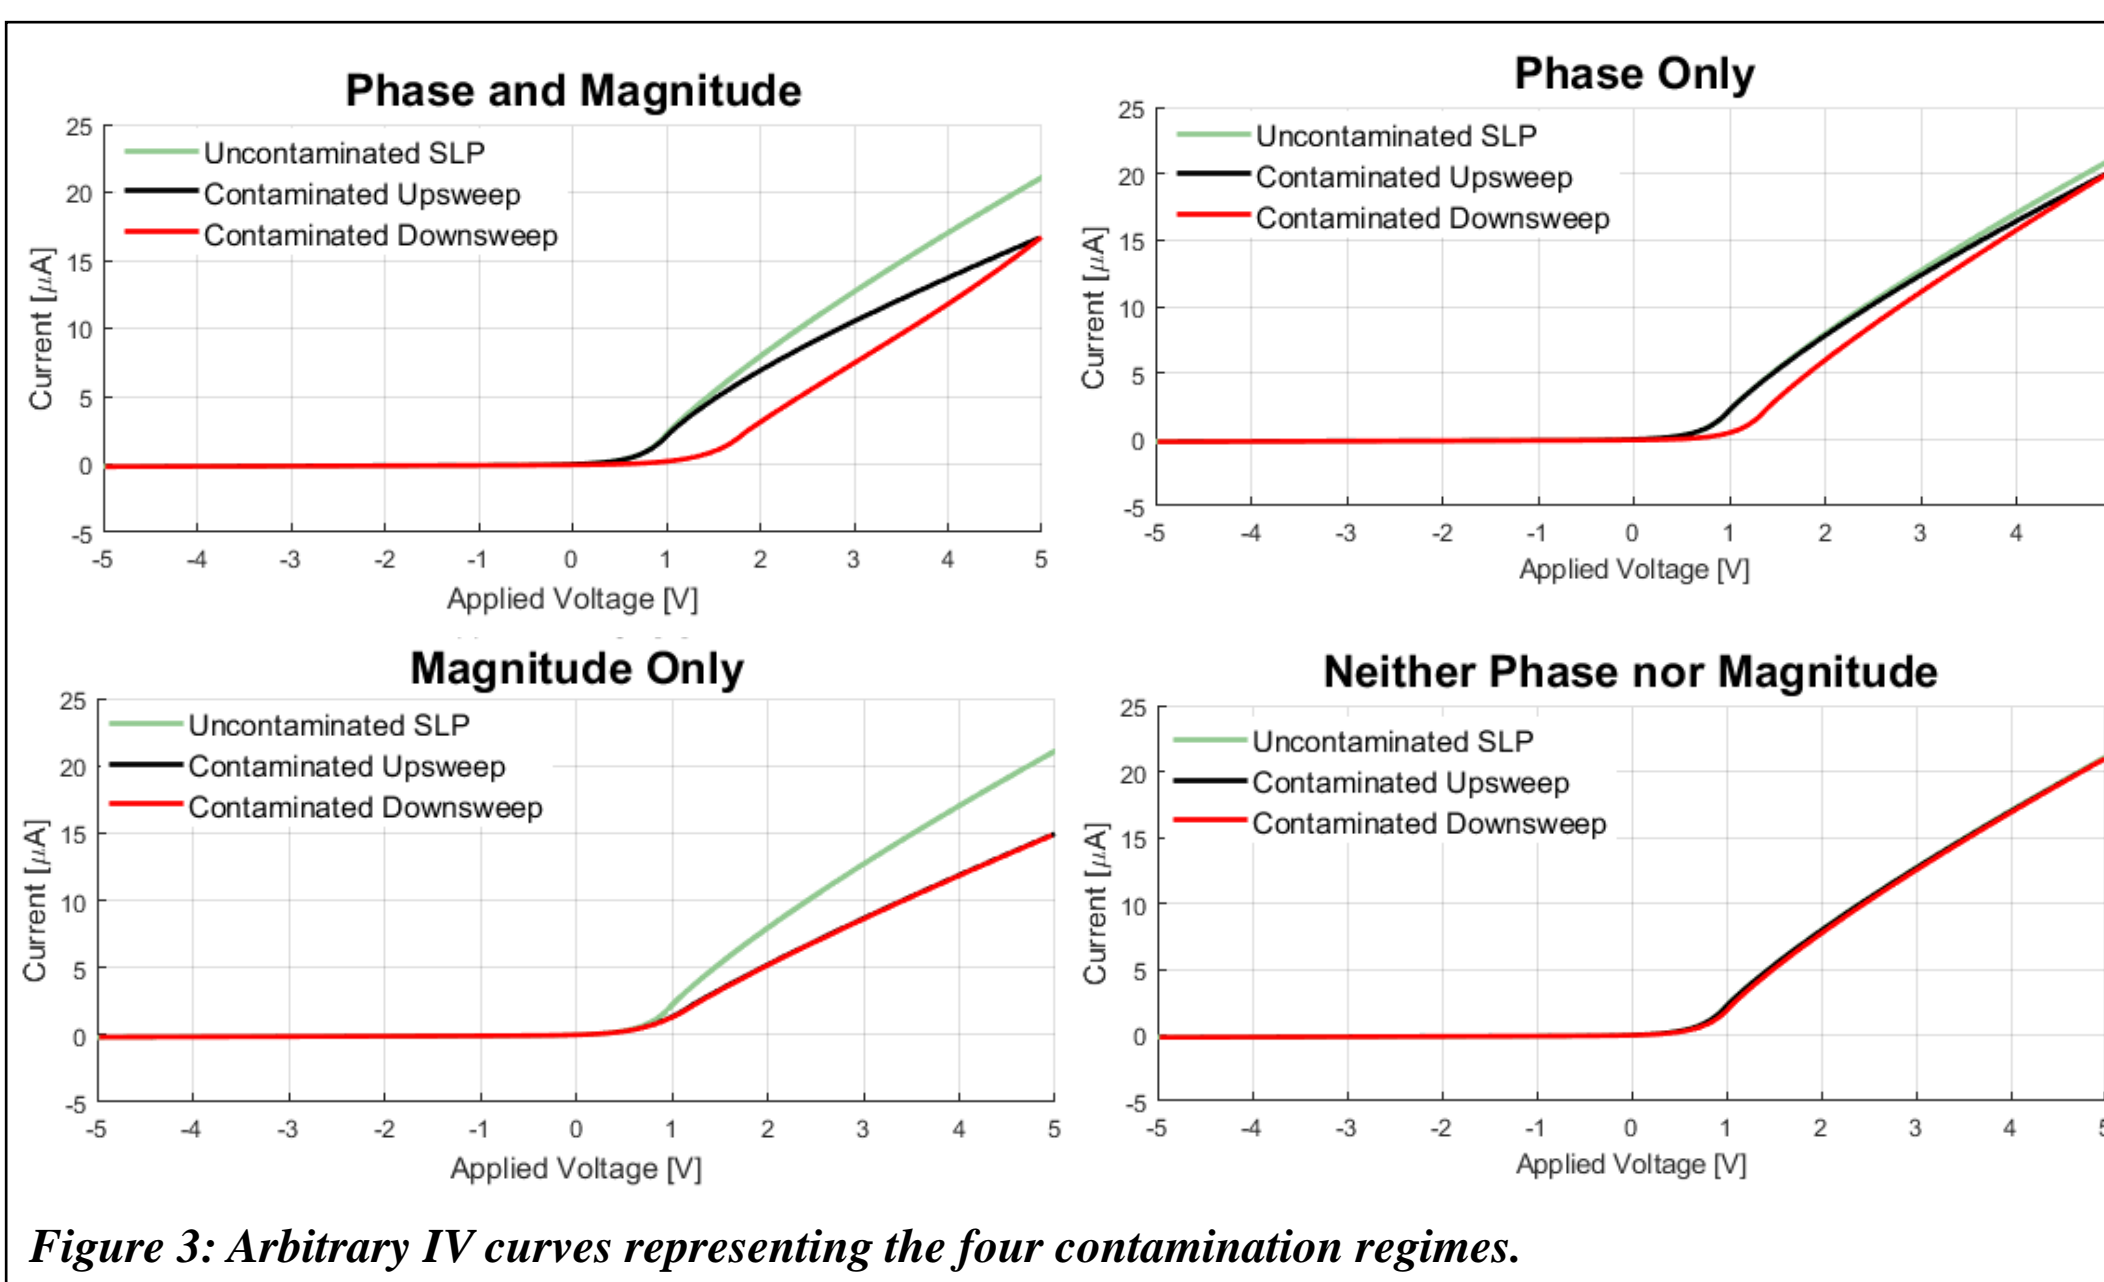 Phase and Magnitude
25
20
15
10
5
0
-5
Current [μA]
Uncontaminated SLP
Contaminated Upsweep
Contaminated Downsweep
-5 -4 -3 -2 -1 0 1 2 3 4 5
Applied Voltage [V]
Phase Only
25
20
15
10
5
0
-5
Current [μA]
Uncontaminated SLP
Contaminated Upsweep
Contaminated Downsweep
-5 -4 -3 -2 -1 0 1 2 3 4
Applied Voltage [V]
Magnitude Only
25
20
15
10
5
0
-5
Current [μA]
Uncontaminated SLP
Contaminated Upsweep
Contaminated Downsweep
-5 -4 -3 -2 -1 0 1 2 3 4 5
Applied Voltage [V]
Neither Phase nor Magnitude
25
20
15
10
5
0
-5
Current [μA]
Uncontaminated SLP
Contaminated Upsweep
Contaminated Downsweep
-5 -4 -3 -2 -1 0 1 2 3 4 5
Applied Voltage [V]
Figure 3: Arbitrary IV curves representing the four contamination regimes.